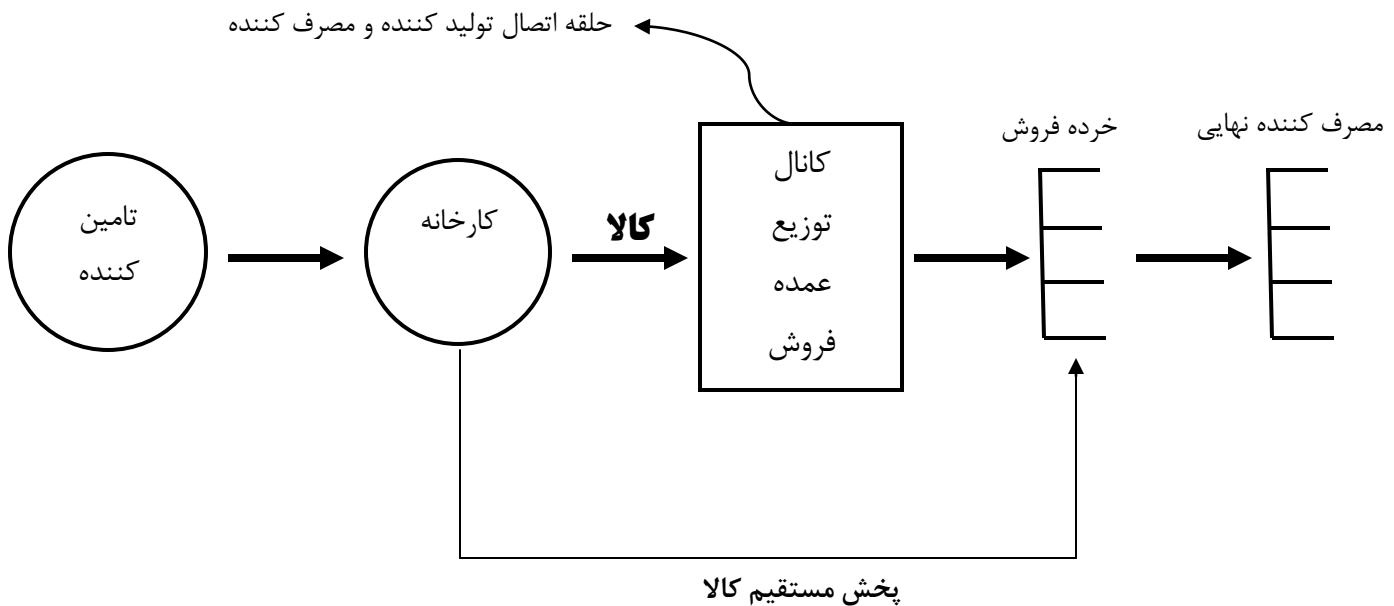 حلقه اتصال تولید کننده و مصرف کننده
مصرف کننده نهایی
خرده فروش
کانال
توزیع
عمده
فروش
کالا
کارخانه
تامین
کننده
پخش مستقیم کالا